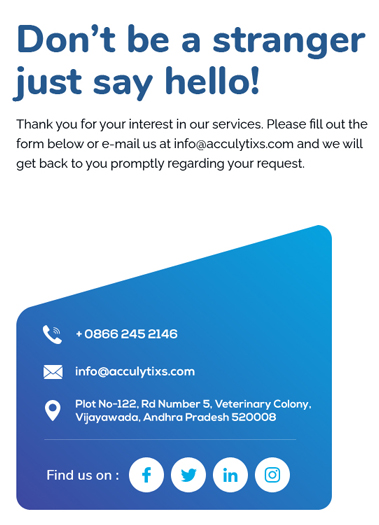 Don’t be a stranger
just say hello!
Thank you for your interest in our services. Please fill out the
form below or e-mail us at info@acculytixs.com and we will
get back to you promptly regarding your request.
+ 0866 245 2146
info@acculytixs.com
Plot No-122, Rd Number 5, Veterinary Colony,
Vijayawada, Andhra Pradesh 520008
Find us on :